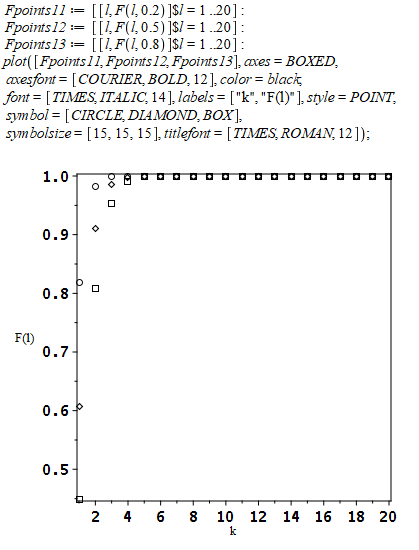 Fpoints11 := [[l, F(l, 0.2)]$l = 1..20] :
Fpoints12 := [[l, F(l, 0.5)]$l = 1..20] :
Fpoints13 := [[l, F(l, 0.8)]$l = 1..20] :
plot([Fpoints11, Fpoints12, Fpoints13], axes = BOXED,
axesfont = [COURIER, BOLD, 12], color = black,
font = [TIMES, ITALIC, 14], labels = ["k", "F(l)"], style = POINT,
symbol = [CIRCLE, DIAMOND, BOX],
symbolsize = [15, 15, 15], titlefont = [TIMES, ROMAN, 12]);
1.0
0.9
0.8
F(l)
0.7
0.6
0.5
2 4 6 8 10 12 14 16 18 20
k